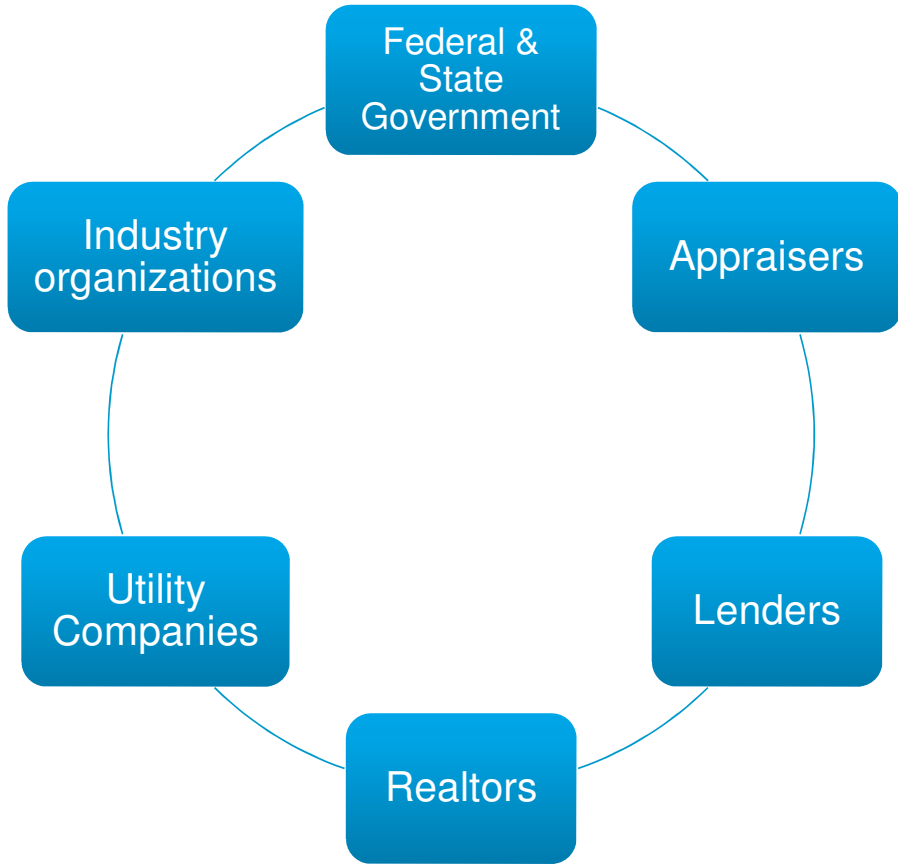 Federal &
State
Government
Industry
organizations
Appraisers
Utility
Companies
Lenders
Realtors